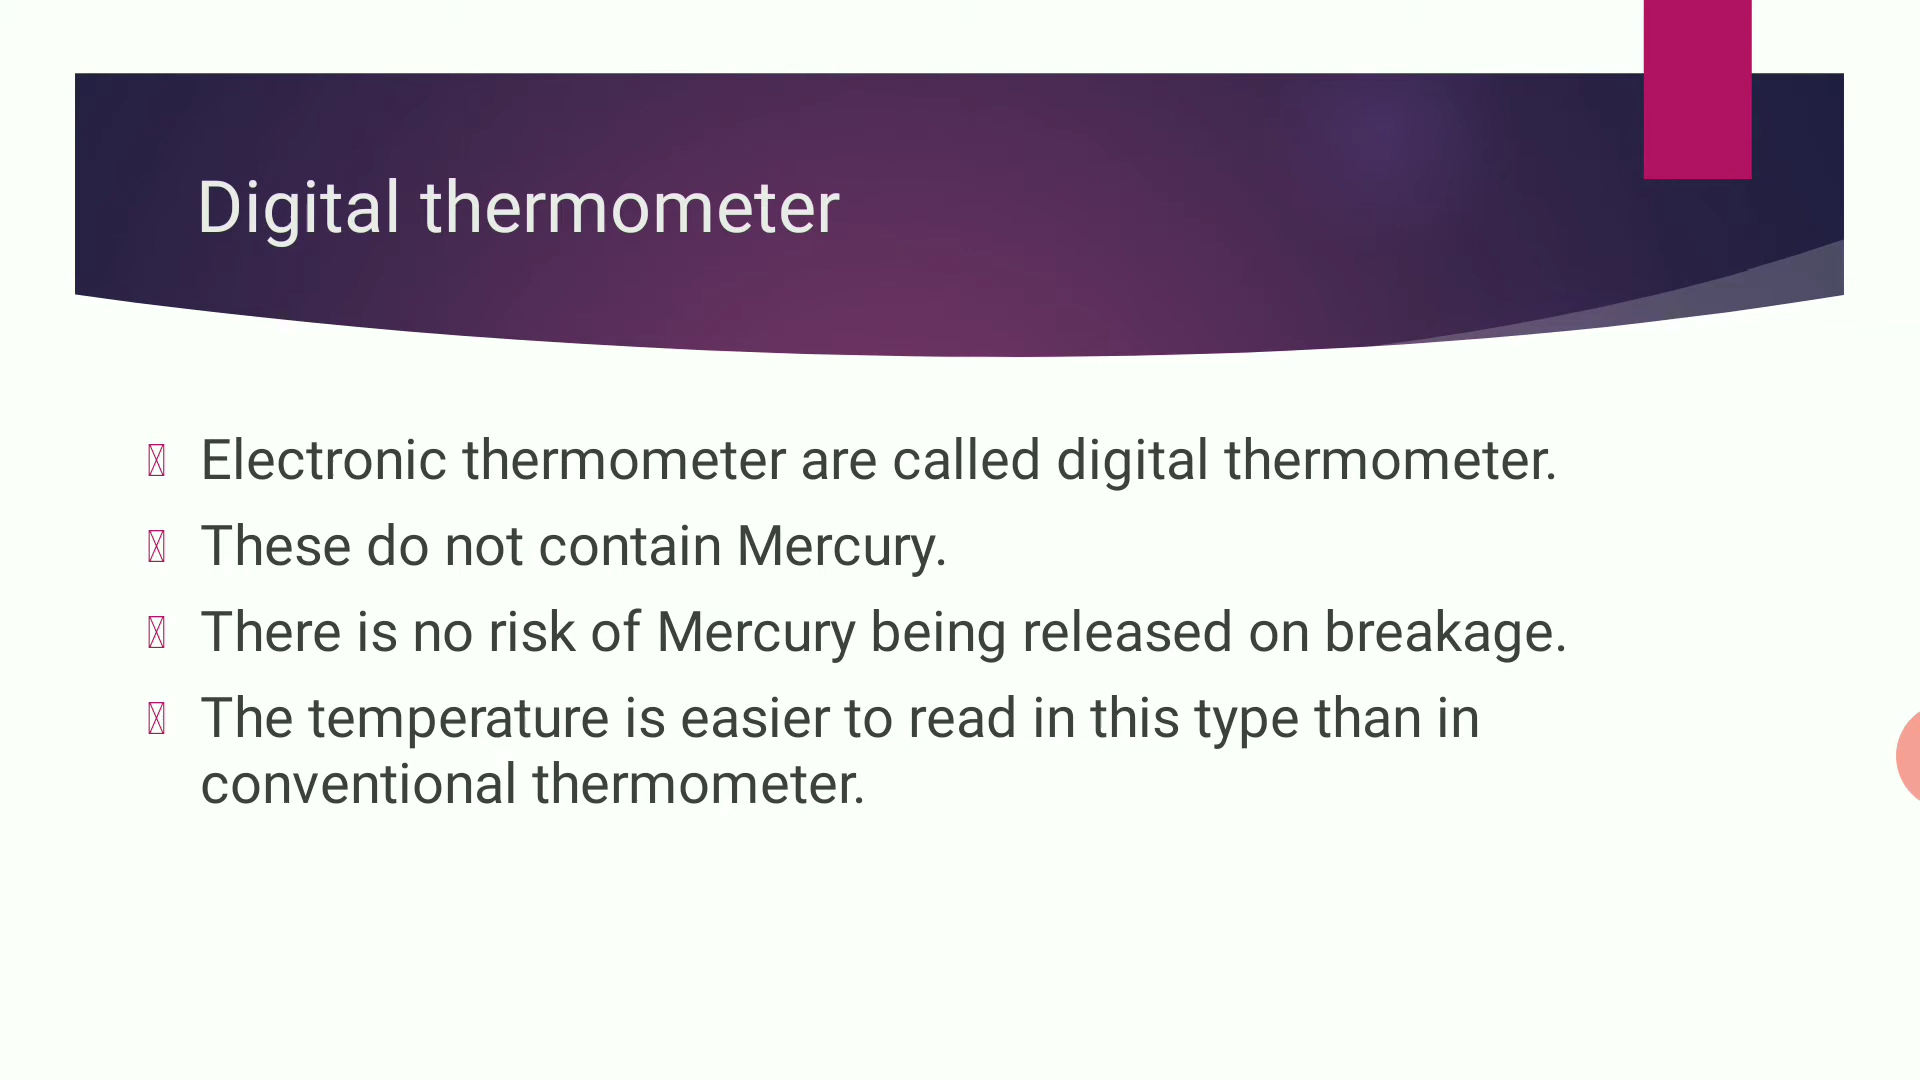 Digital thermometer
Electronic thermometer are called digital thermometer.
These do not contain Mercury.
There is no risk of Mercury being released on breakage.
The temperature is easier to read in this type than in
conventional thermometer.